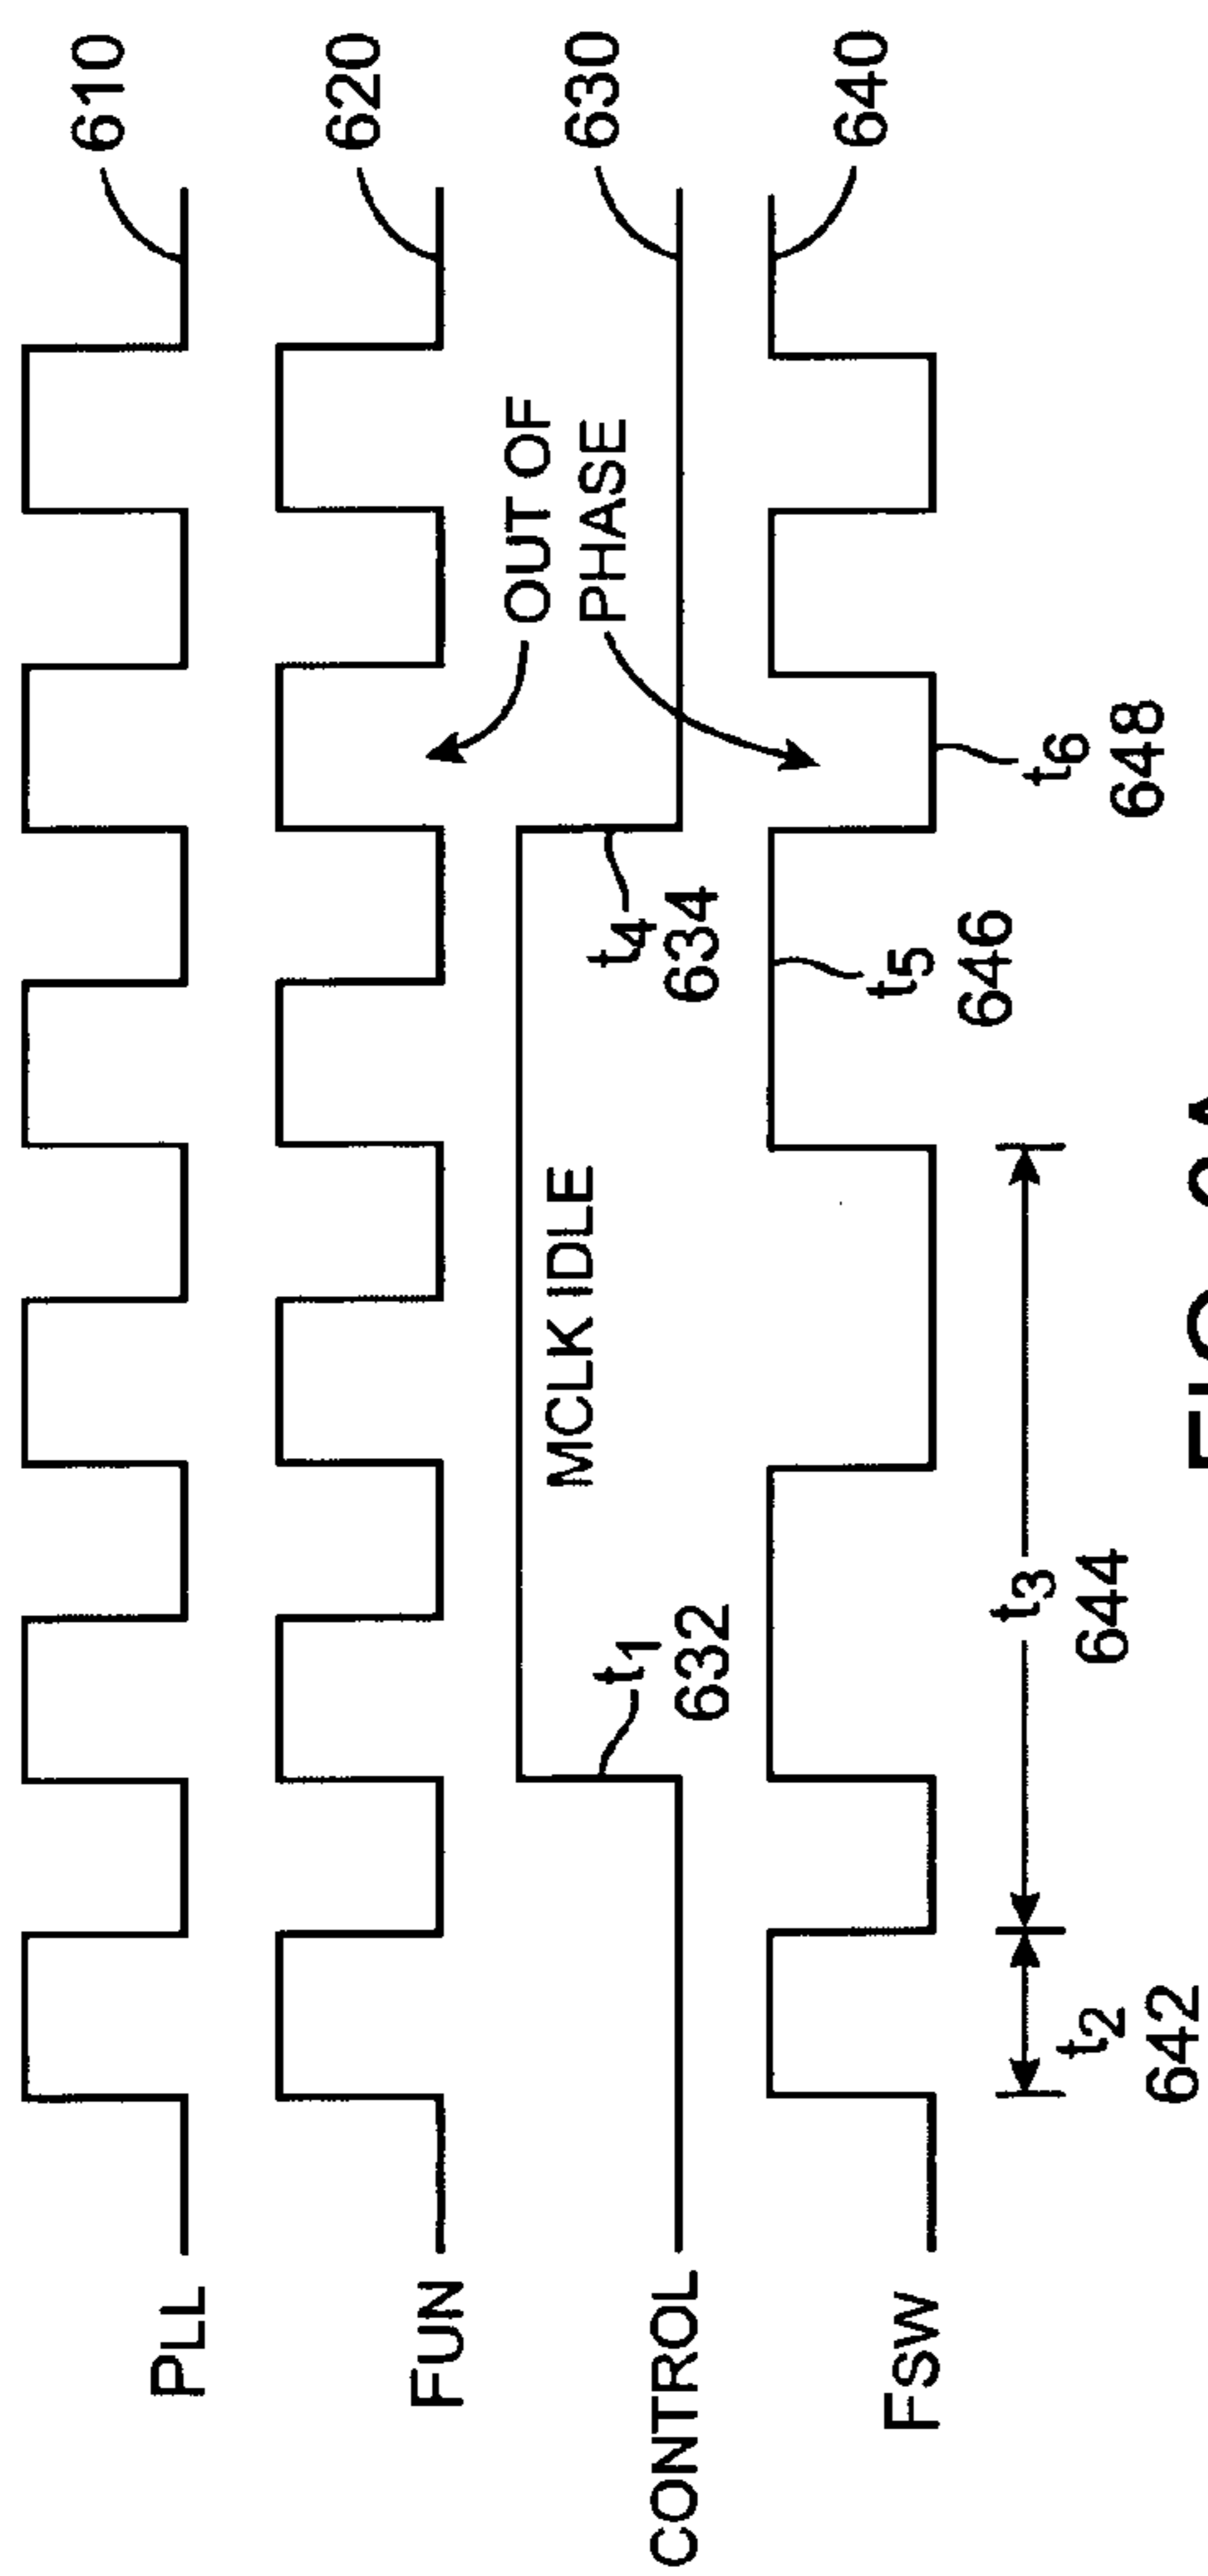 PLL
610
FUN
620
OUT OF
PHASE
CONTROL
630
MCLK IDLE
t1
632
t4
634
FSW
640
t2
642
t3
644
t5
646
t6
648